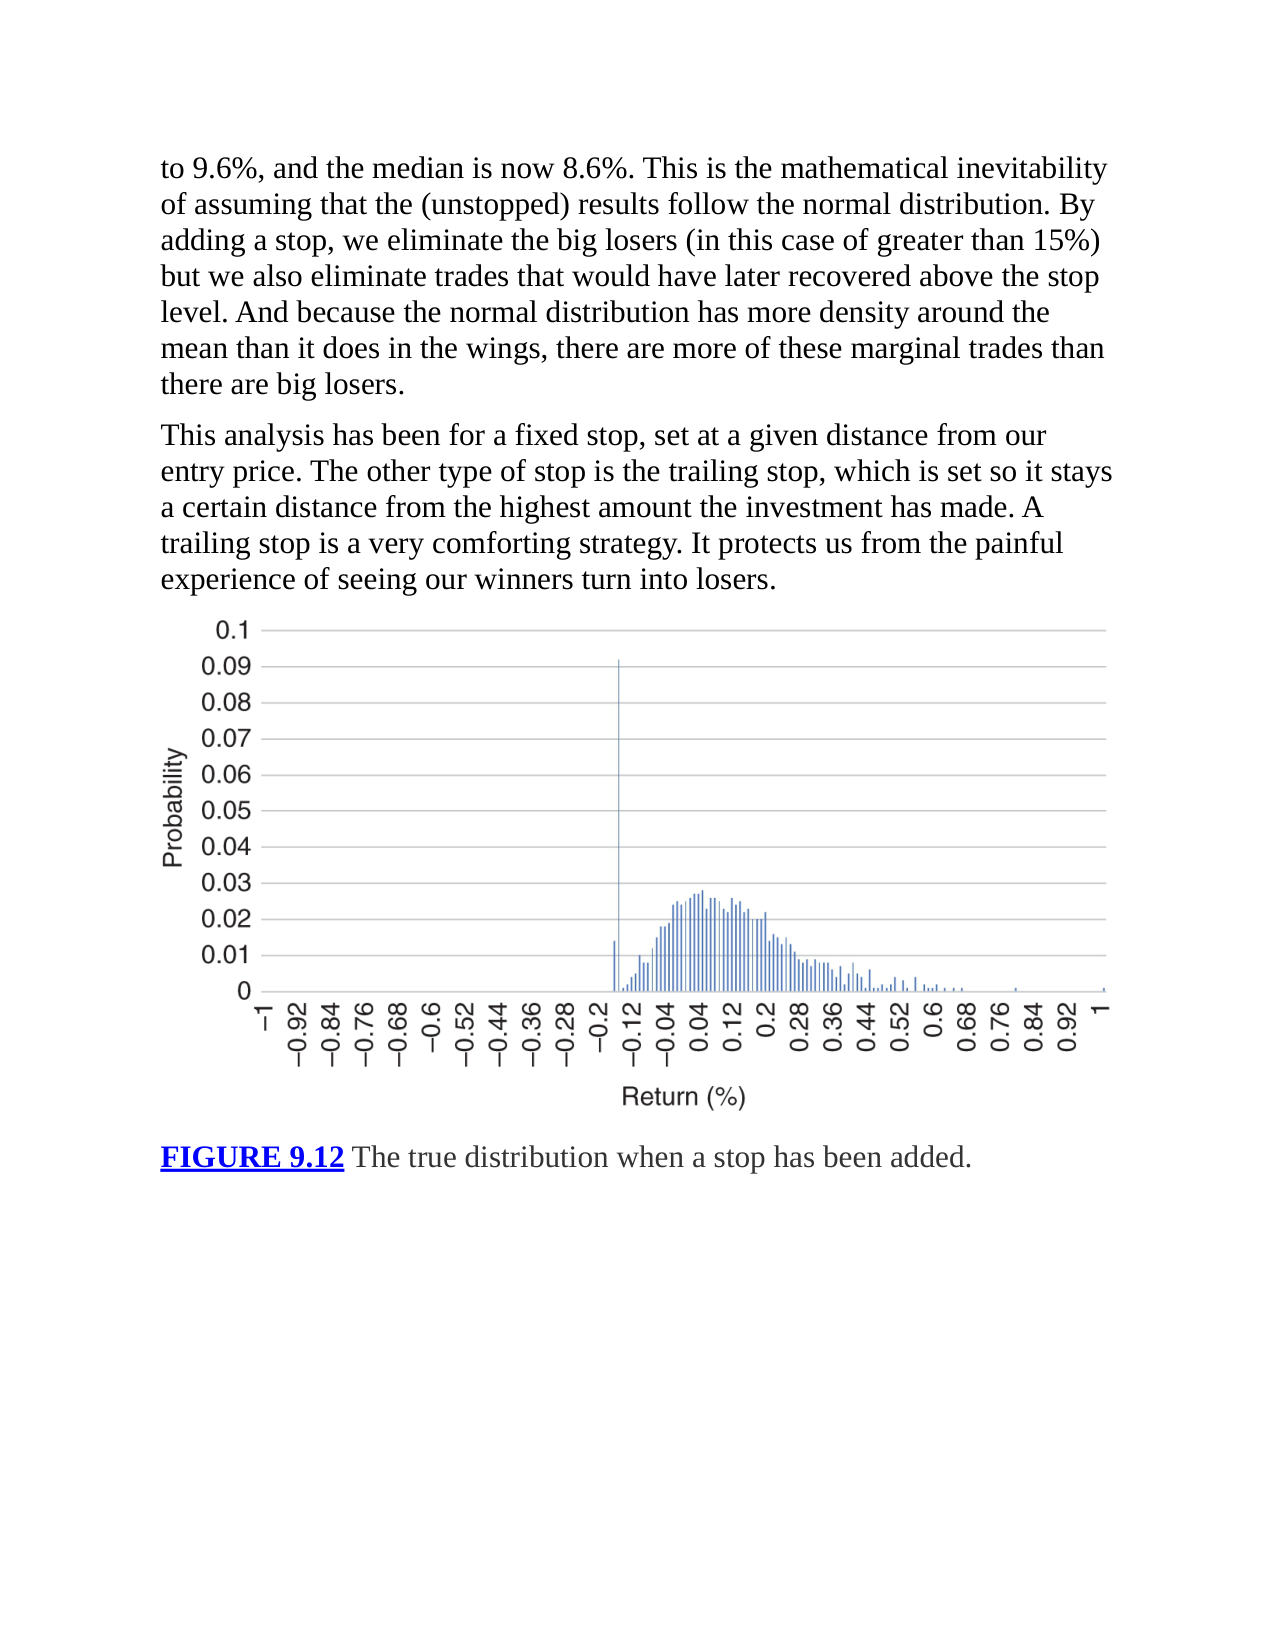 to 9.6%, and the median is now 8.6%. This is the mathematical inevitability
of assuming that the (unstopped) results follow the normal distribution. By
adding a stop, we eliminate the big losers (in this case of greater than 15%)
but we also eliminate trades that would have later recovered above the stop
level. And because the normal distribution has more density around the
mean than it does in the wings, there are more of these marginal trades than
there are big losers.
This analysis has been for a fixed stop, set at a given distance from our
entry price. The other type of stop is the trailing stop, which is set so it stays
a certain distance from the highest amount the investment has made. A
trailing stop is a very comforting strategy. It protects us from the painful
experience of seeing our winners turn into losers.
Probability
0.1
0.09
0.08
0.07
0.06
0.05
0.04
0.03
0.02
0.01
0
−1
−0.92
−0.84
−0.76
−0.68
−0.6
−0.52
−0.44
−0.36
−0.28
−0.2
−0.12
−0.04
0.04
0.12
0.2
0.28
0.36
0.44
0.52
0.6
0.68
0.76
0.84
0.92
1
Return (%)
FIGURE 9.12 The true distribution when a stop has been added.